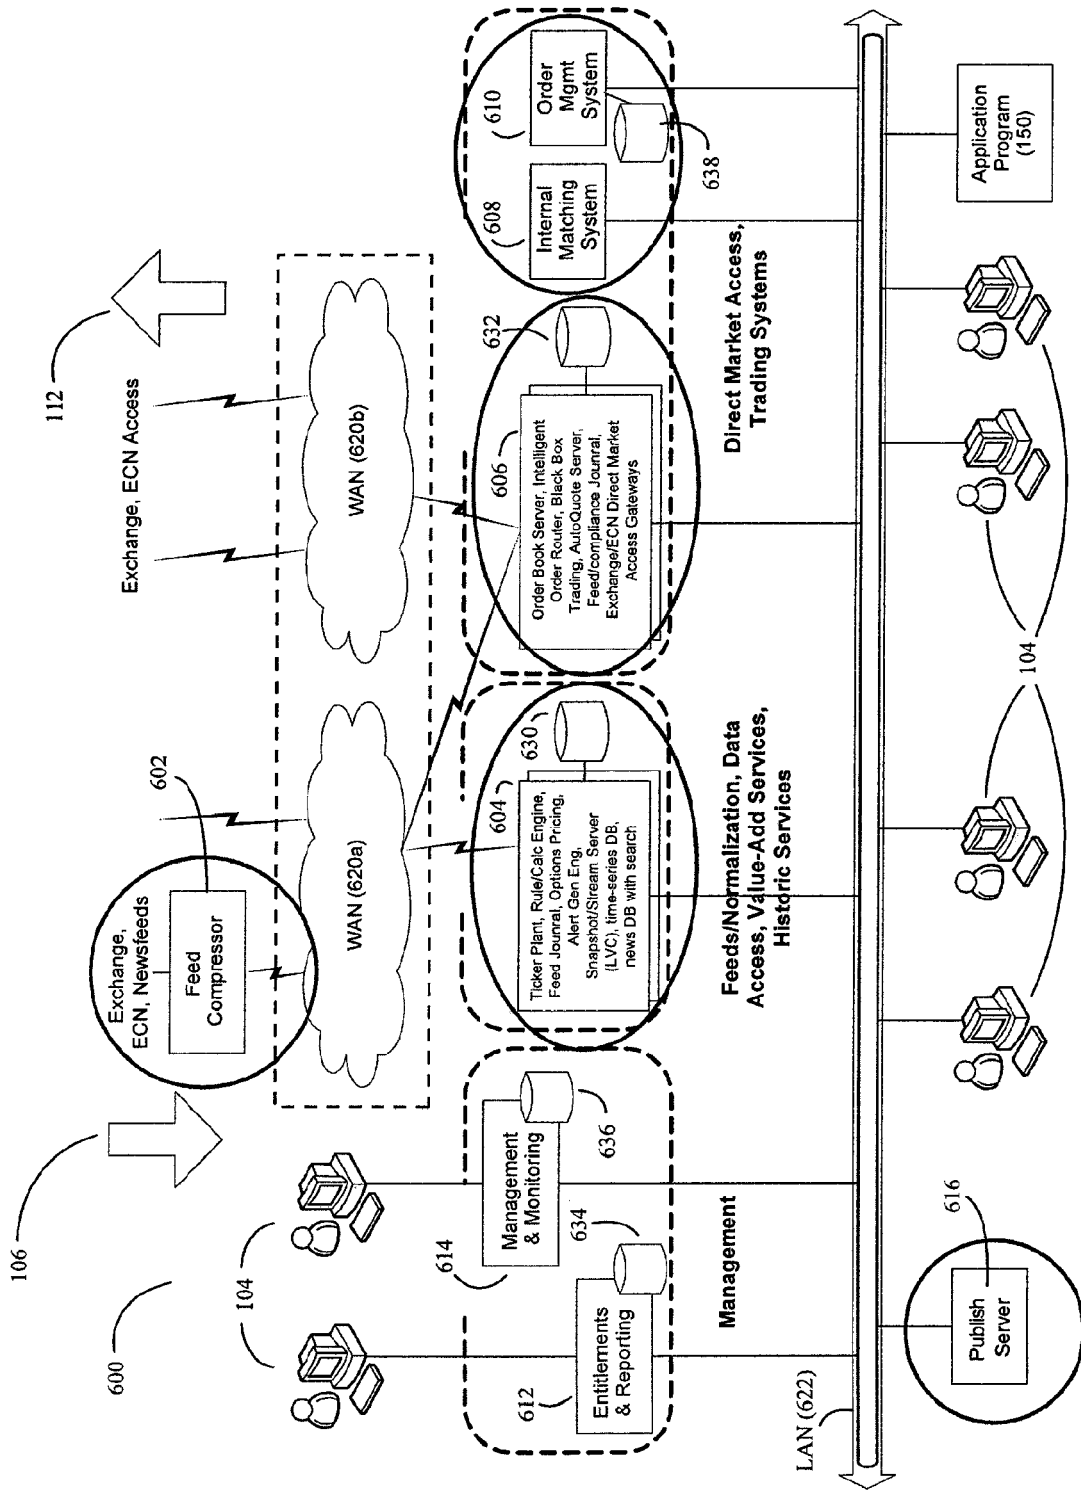 106
600
104
Exchange,
ECN, Newsfeeds
Feed
Compressor
602
Exchange, ECN Access
112
WAN (620a)
WAN (620b)
612
Entitlements
& Reporting
634
614
Management
& Monitoring
636
Management
604
Ticker Plant, Rule/Calc Engine,
Feed Jounral, Options Pricing,
Alert Gen Eng,
Snapshot/Stream Server
(LVC), time-series DB,
news DB with search
630
Feeds/Normalization, Data
Access, Value-Add Services,
Historic Services
606
Order Book Server, Intelligent
Order Router, Black Box
Trading, AutoQuote Server,
Feed/compliance Jounral,
Exchange/ECN Direct Market
Access Gateways
632
608
Internal
Matching
System
610
Order
Mgmt
System
638
Direct Market Access,
Trading Systems
LAN (622)
616
Publish
Server
104
Application
Program
(150)